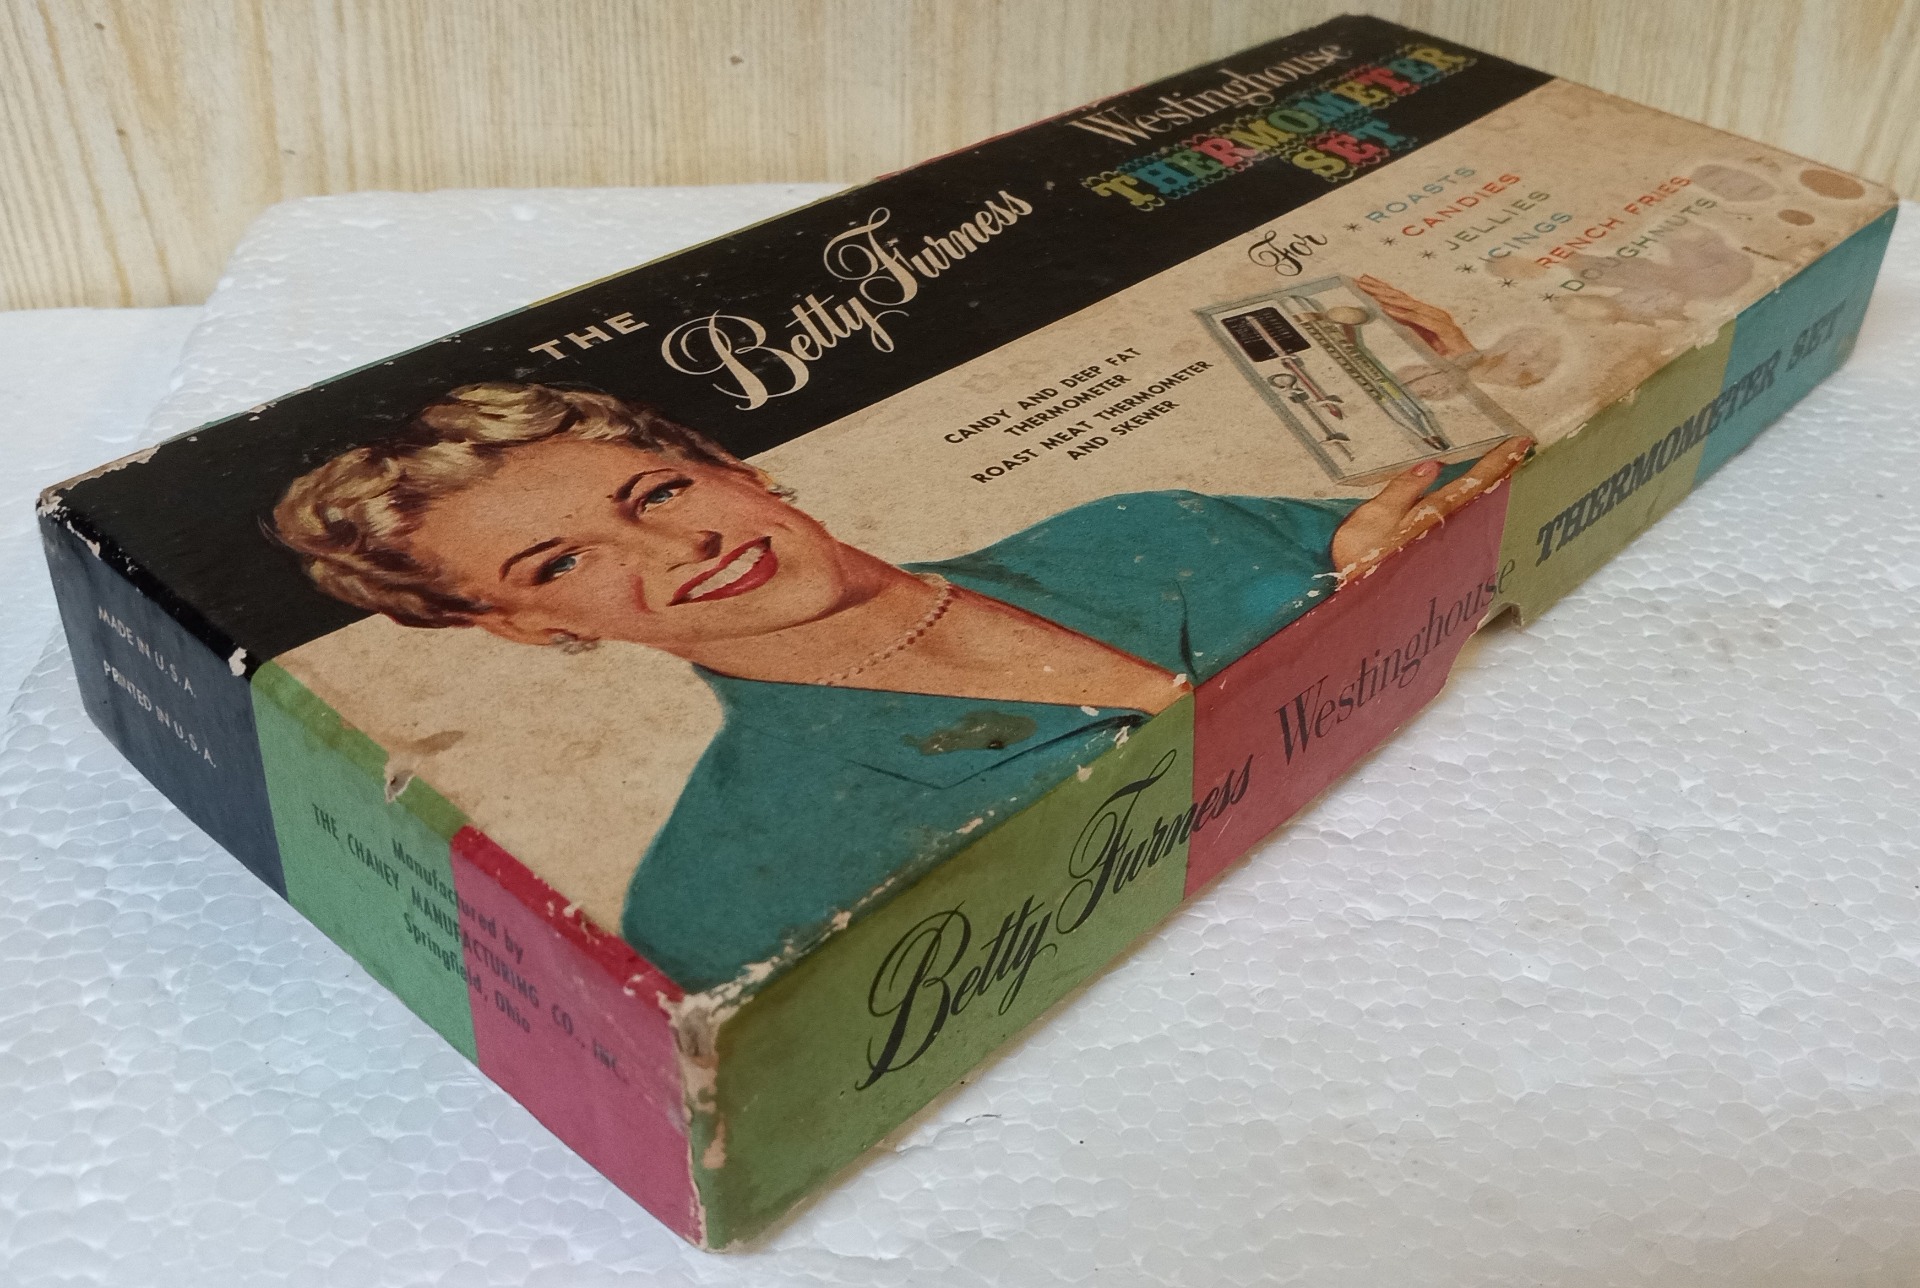 THE Betty Furness Westinghouse
THERMOMETER
SET
For
* ROASTS
* CANDIES
* JELLIES
* ICINGS
* RENCH FRIES
* DOUGHNUTS
CANDY AND DEEP FAT
THERMOMETER
ROAST MEAT THERMOMETER
AND SKEWER
MADE IN U.S.A.
PRINTED IN U.S.A.
Manufactured by
THE CHANEY MANUFACTURING CO., INC.
Springfield, Ohio
Betty Furness Westinghouse THERMOMETER SET